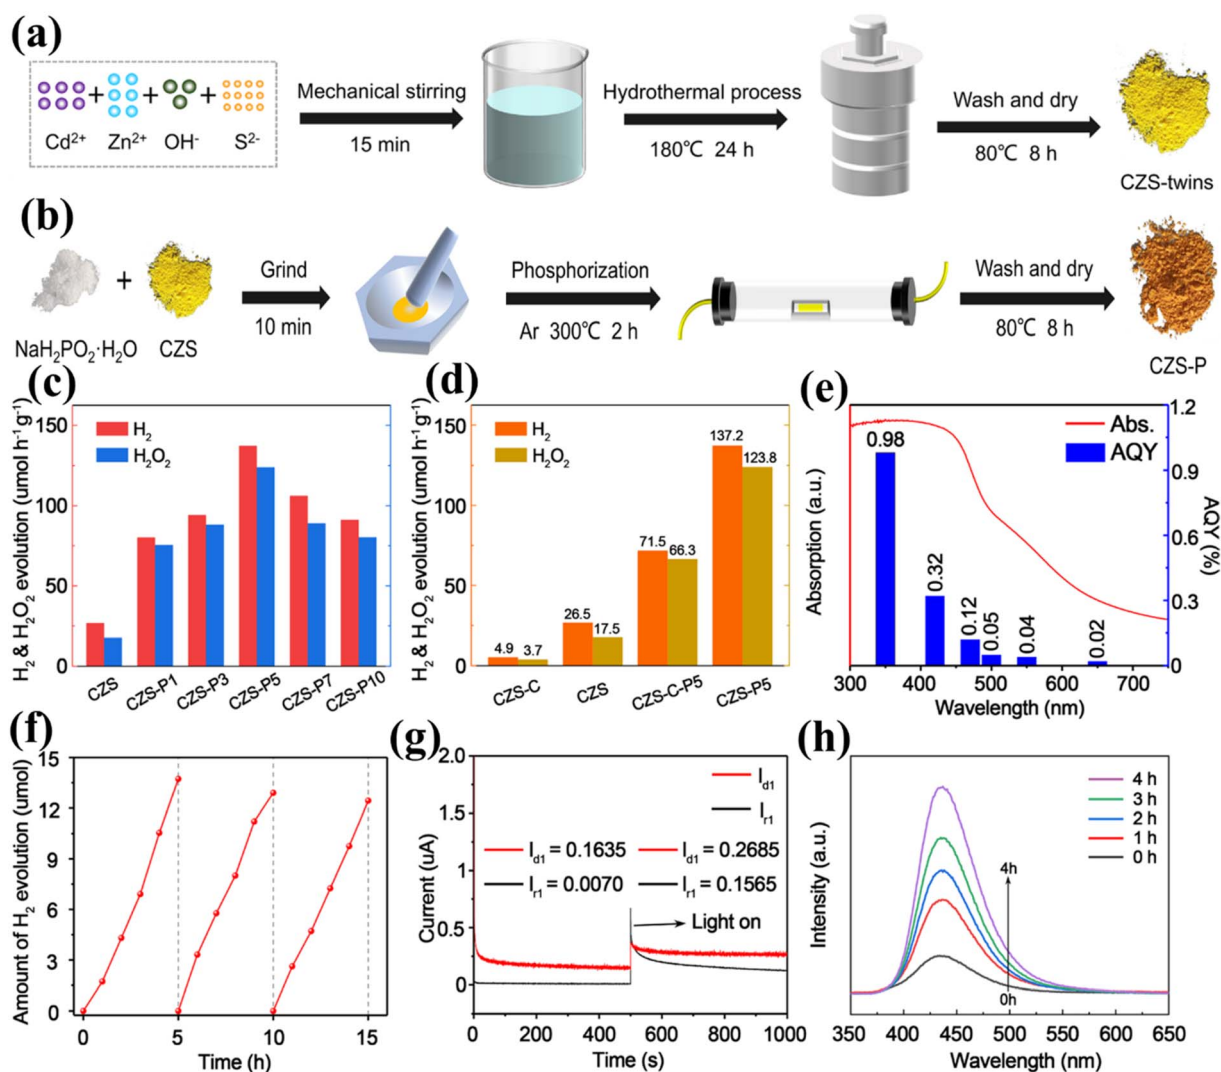 (a)
Cd²⁺ + Zn²⁺ + OH⁻ + S²⁻
Mechanical stirring
15 min
Hydrothermal process
180℃ 24 h
Wash and dry
80℃ 8 h
CZS-twins
(b)
NaH₂PO₂·H₂O + CZS
Grind
10 min
Phosphorization
Ar 300℃ 2 h
Wash and dry
80℃ 8 h
CZS-P
(c)
H₂ & H₂O₂ evolution (umol h⁻¹ g⁻¹)
150
100
50
0
H₂
H₂O₂
CZS
CZS-P1
CZS-P3
CZS-P5
CZS-P7
CZS-P10
(d)
H₂ & H₂O₂ evolution (umol h⁻¹ g⁻¹)
150
100
50
0
H₂
H₂O₂
4.9 3.7
26.5 17.5
71.5 66.3
137.2 123.8
CZS-C
CZS
CZS-C-P5
CZS-P5
(e)
Absorption (a.u.)
Abs.
AQY
0.98
0.32
0.12
0.05
0.04
0.02
1.2
0.9
0.6
0.3
0
AQY (%)
300 400 500 600 700
Wavelength (nm)
(f)
Amount of H₂ evolution (umol)
15
12
9
6
3
0
0 5 10 15
Time (h)
(g)
Current (uA)
2.0
1.5
1
0.5
0
I_d1
I_r1
I_d1 = 0.1635 I_d1 = 0.2685
I_r1 = 0.0070 I_r1 = 0.1565
Light on
0 200 400 600 800 1000
Time (s)
(h)
Intensity (a.u.)
4 h
3 h
2 h
1 h
0 h
4h
0h
350 400 450 500 550 600 650
Wavelength (nm)